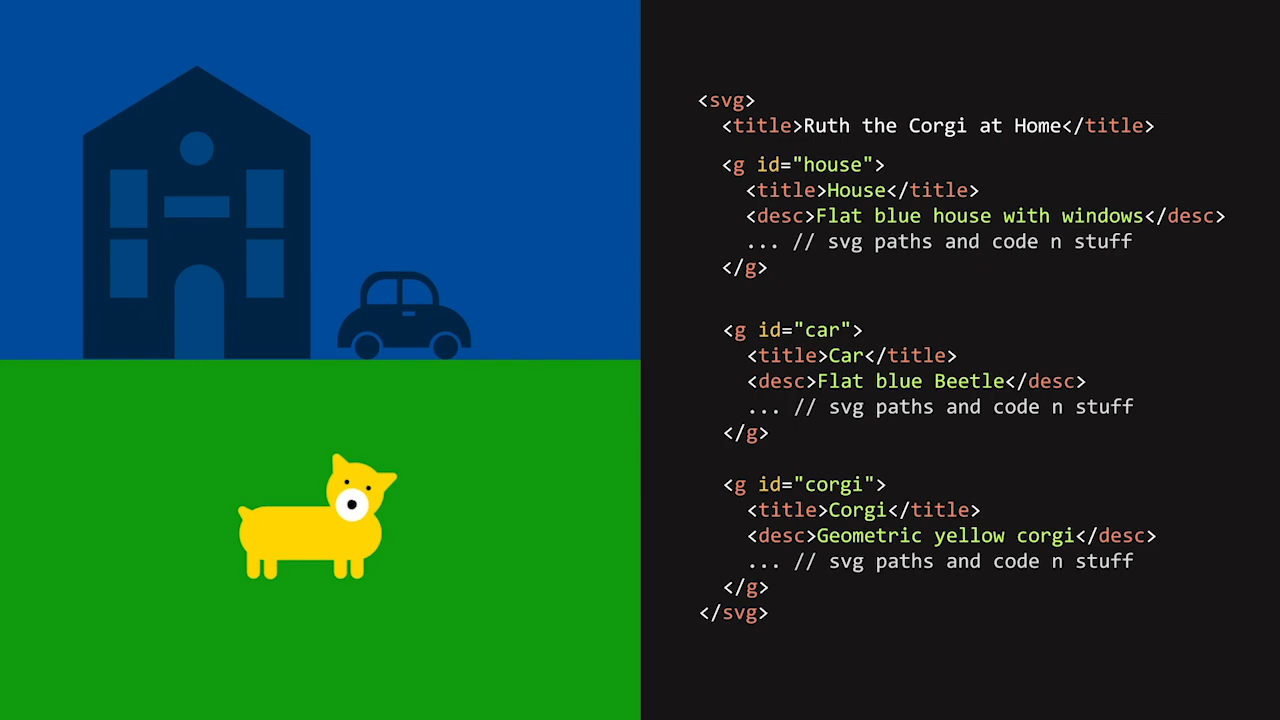 <svg>
<title>Ruth the Corgi at Home</title>
<g id="house">
<title>House</title>
<desc>Flat blue house with windows</desc>
... // svg paths and code n stuff
</g>
<g id="car">
<title>Car</title>
<desc>Flat blue Beetle</desc>
... // svg paths and code n stuff
</g>
<g id="corgi">
<title>Corgi</title>
<desc>Geometric yellow corgi</desc>
... // svg paths and code n stuff
</g>
</svg>